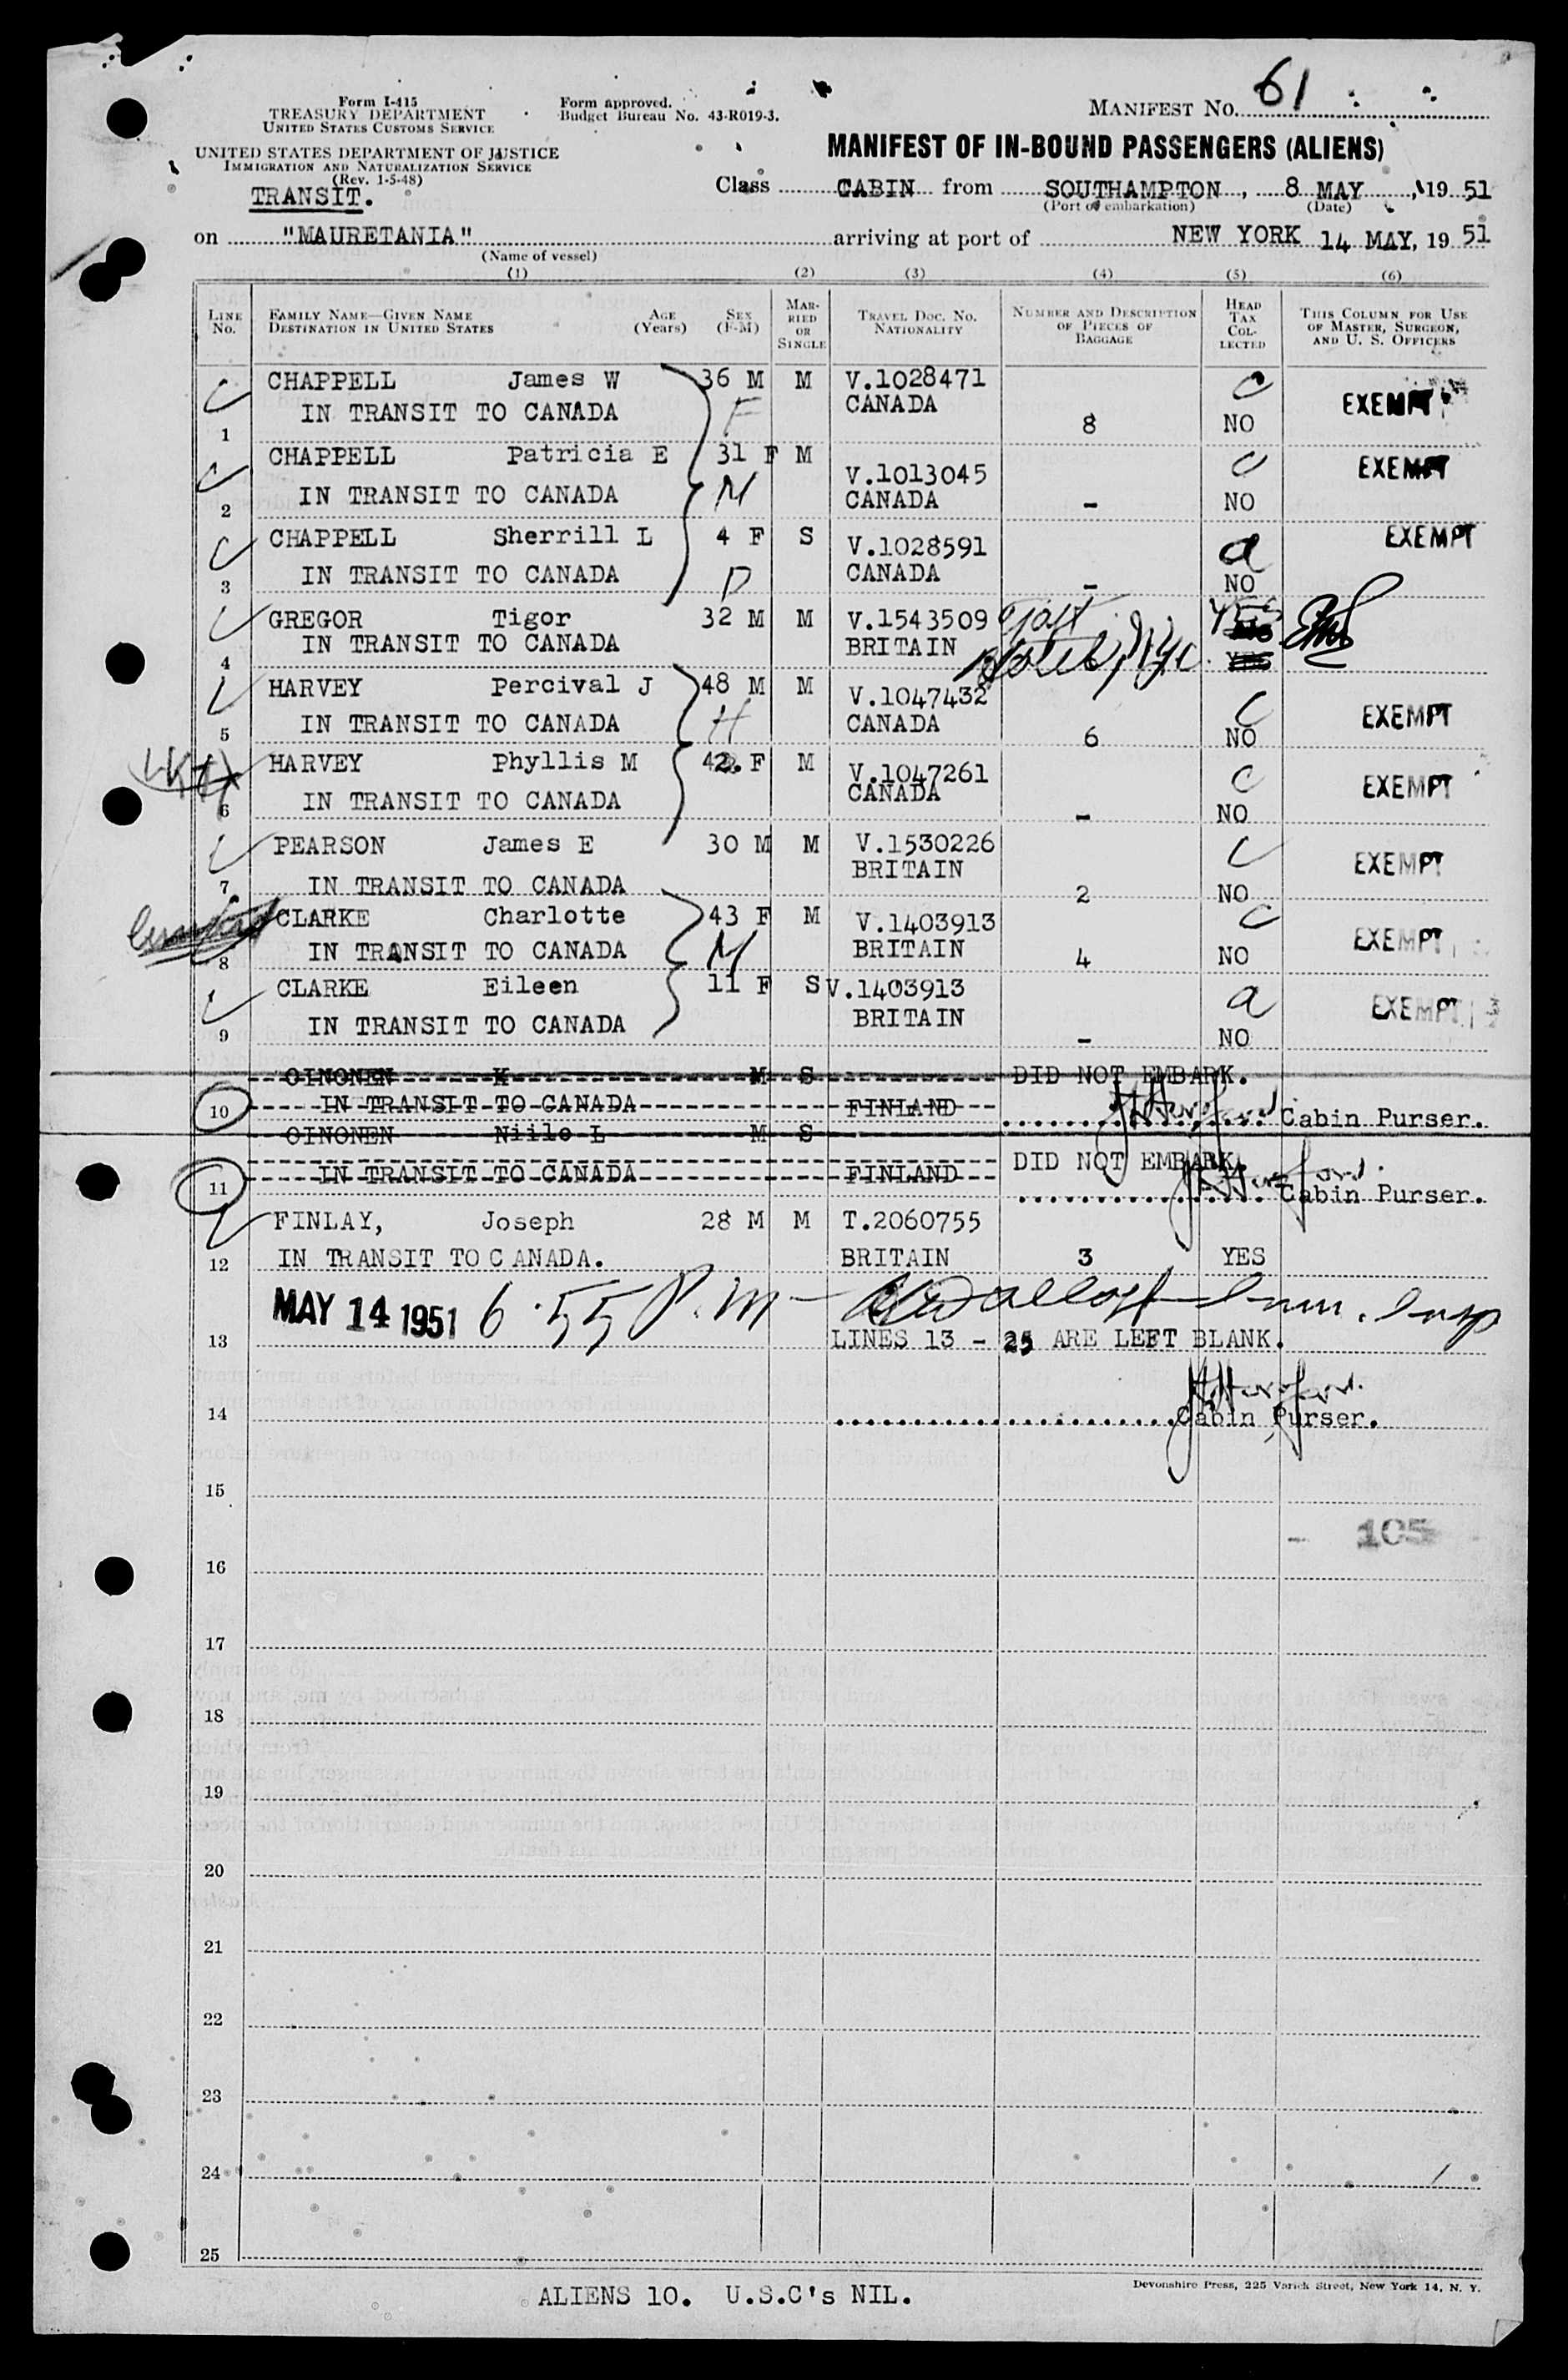 Form I-415
TREASURY DEPARTMENT
UNITED STATES CUSTOMS SERVICE
UNITED STATES DEPARTMENT OF JUSTICE
IMMIGRATION AND NATURALIZATION SERVICE
(Rev. 1-5-48)
TRANSIT.
Form approved.
Budget Bureau No. 43-R019-3.
MANIFEST No. 61
MANIFEST OF IN-BOUND PASSENGERS (ALIENS)
Class CABIN from SOUTHAMPTON, 8 MAY, 19 51
(Port of embarkation) (Date)
on "MAURETANIA" arriving at port of NEW YORK 14 MAY, 19 51
(Name of vessel)
(1) (2) (3) (4) (5) (6)
LINE No. FAMILY NAME—GIVEN NAME DESTINATION IN UNITED STATES AGE (Years) SEX (F-M) MARRIED OR SINGLE TRAVEL DOC. NO. NATIONALITY NUMBER AND DESCRIPTION OF PIECES OF BAGGAGE HEAD TAX COLLECTED THIS COLUMN FOR USE OF MASTER, SURGEON, AND U. S. OFFICERS
CHAPPELL James W 36 M M V.1028471 C EXEMPT
1 IN TRANSIT TO CANADA F CANADA 8 NO
CHAPPELL Patricia E 31 F M V.1013045 C EXEMPT
2 IN TRANSIT TO CANADA M CANADA - NO
CHAPPELL Sherrill L 4 F S V.1028591 a EXEMPT
3 IN TRANSIT TO CANADA D CANADA - NO
GREGOR Tigor 32 M M V.1543509 Taft YES
4 IN TRANSIT TO CANADA BRITAIN Hotel, NYC.
HARVEY Percival J 48 M M V.1047432 C EXEMPT
5 IN TRANSIT TO CANADA H CANADA 6 NO
HARVEY Phyllis M 42 F M V.1047261 C EXEMPT
6 IN TRANSIT TO CANADA CANADA - NO
PEARSON James E 30 M M V.1530226 C EXEMPT
7 IN TRANSIT TO CANADA BRITAIN 2 NO
CLARKE Charlotte 43 F M V.1403913 C EXEMPT
8 IN TRANSIT TO CANADA M BRITAIN 4 NO
CLARKE Eileen 11 F S V.1403913 a EXEMPT
9 IN TRANSIT TO CANADA BRITAIN - NO
OINONEN K M S DID NOT EMBARK.
10 IN TRANSIT TO CANADA FINLAND Cabin Purser.
OINONEN Niilo L M S DID NOT EMBARK.
11 IN TRANSIT TO CANADA FINLAND Cabin Purser.
FINLAY, Joseph 28 M M T.2060755
12 IN TRANSIT TO CANADA. BRITAIN 3 YES
MAY 14 1951 6.55 P.m - Imm. Insp
13 LINES 13 - 25 ARE LEFT BLANK.
14 Cabin Purser.
15
- 105
16
17
18
19
20
21
22
23
24
25
ALIENS 10. U.S.C's NIL.
Devonshire Press, 225 Varick Street, New York 14, N. Y.